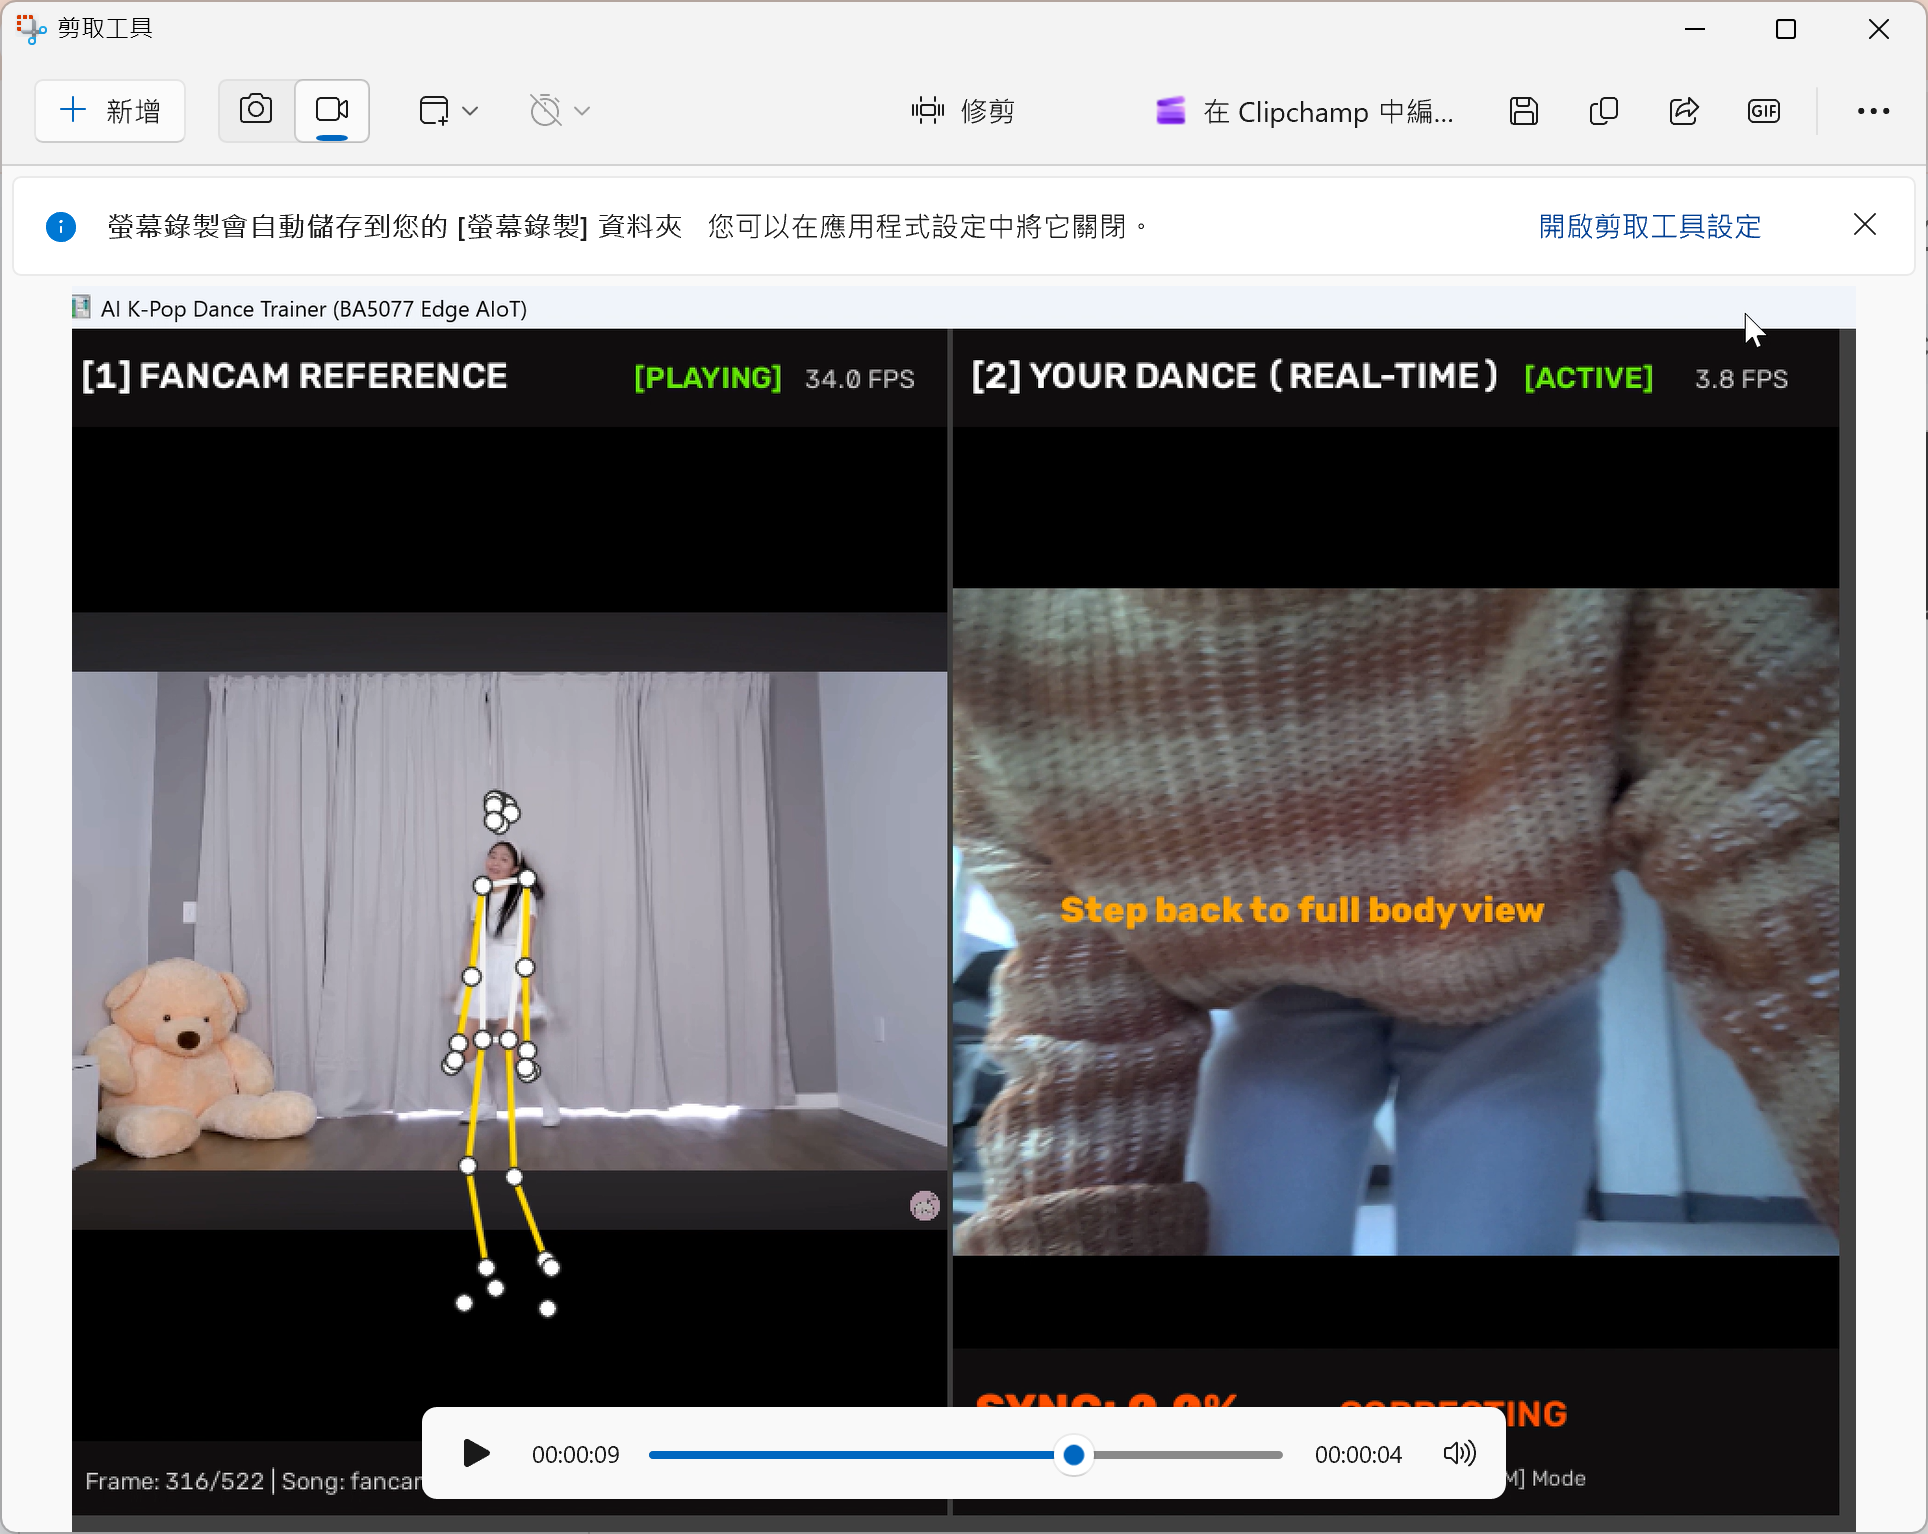 剪取工具
新增
修剪
在 Clipchamp 中編...
GIF
螢幕錄製會自動儲存到您的 [螢幕錄製] 資料夾 您可以在應用程式設定中將它關閉。
開啟剪取工具設定
AI K-Pop Dance Trainer (BA5077 Edge AIoT)
[1] FANCAM REFERENCE
[PLAYING]
34.0 FPS
[2] YOUR DANCE (REAL-TIME)
[ACTIVE]
3.8 FPS
Step back to full body view
00:00:09
00:00:04
Frame: 316/522 | Song:
Mode